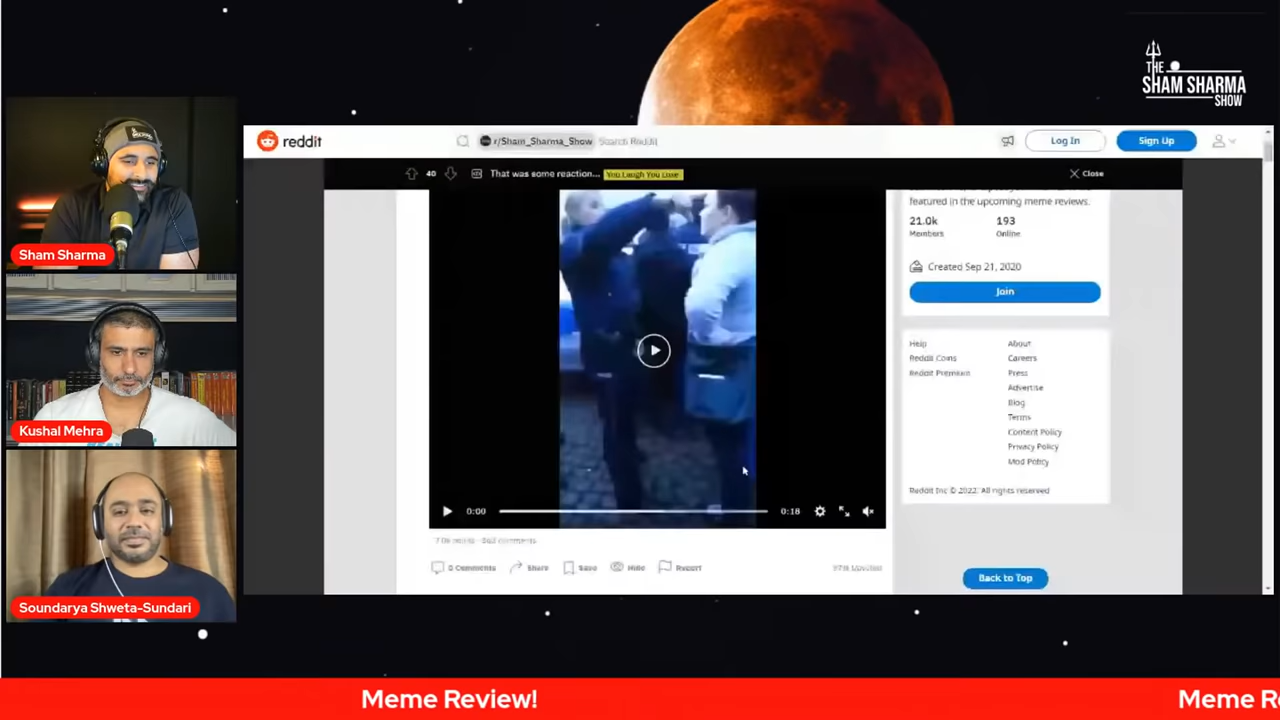 THE
SHAM SHARMA
SHOW
reddit
r/Sham_Sharma_Show
Search Reddit
Log In
Sign Up
40
That was some reaction...
You Laugh You Lose
Close
featured in the upcoming meme reviews.
21.0k
193
Members
Online
Created Sep 21, 2020
Join
Help
About
Reddit Coins
Careers
Reddit Premium
Press
Advertise
Blog
Terms
Content Policy
Privacy Policy
Mod Policy
Reddit Inc © 2022. All rights reserved
0:00
0:18
0 Comments
Share
Save
Hide
Report
Back to Top
Sham Sharma
Kushal Mehra
Soundarya Shweta-Sundari
Meme Review!
Meme Re